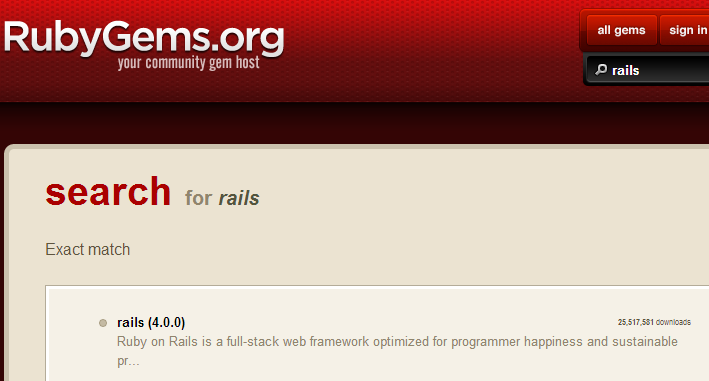 RubyGems.org
your community gem host
all gems
sign in
rails
search for rails
Exact match
rails (4.0.0)
25,517,581 downloads
Ruby on Rails is a full-stack web framework optimized for programmer happiness and sustainable
pr...